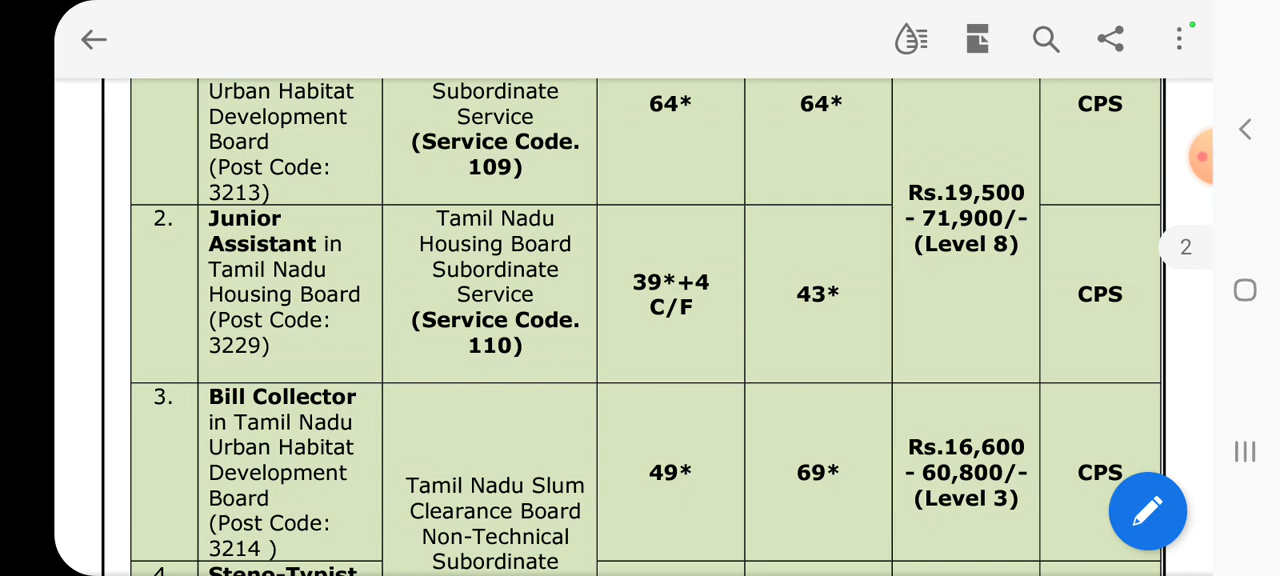 Urban Habitat
Development
Board
(Post Code:
3213)
Subordinate
Service
(Service Code.
109)
64*
64*
Rs.19,500
- 71,900/-
(Level 8)
CPS
2.
Junior
Assistant in
Tamil Nadu
Housing Board
(Post Code:
3229)
Tamil Nadu
Housing Board
Subordinate
Service
(Service Code.
110)
39*+4
C/F
43*
CPS
2
3.
Bill Collector
in Tamil Nadu
Urban Habitat
Development
Board
(Post Code:
3214 )
Tamil Nadu Slum
Clearance Board
Non-Technical
Subordinate
49*
69*
Rs.16,600
- 60,800/-
(Level 3)
CPS
4.
Steno-Typist